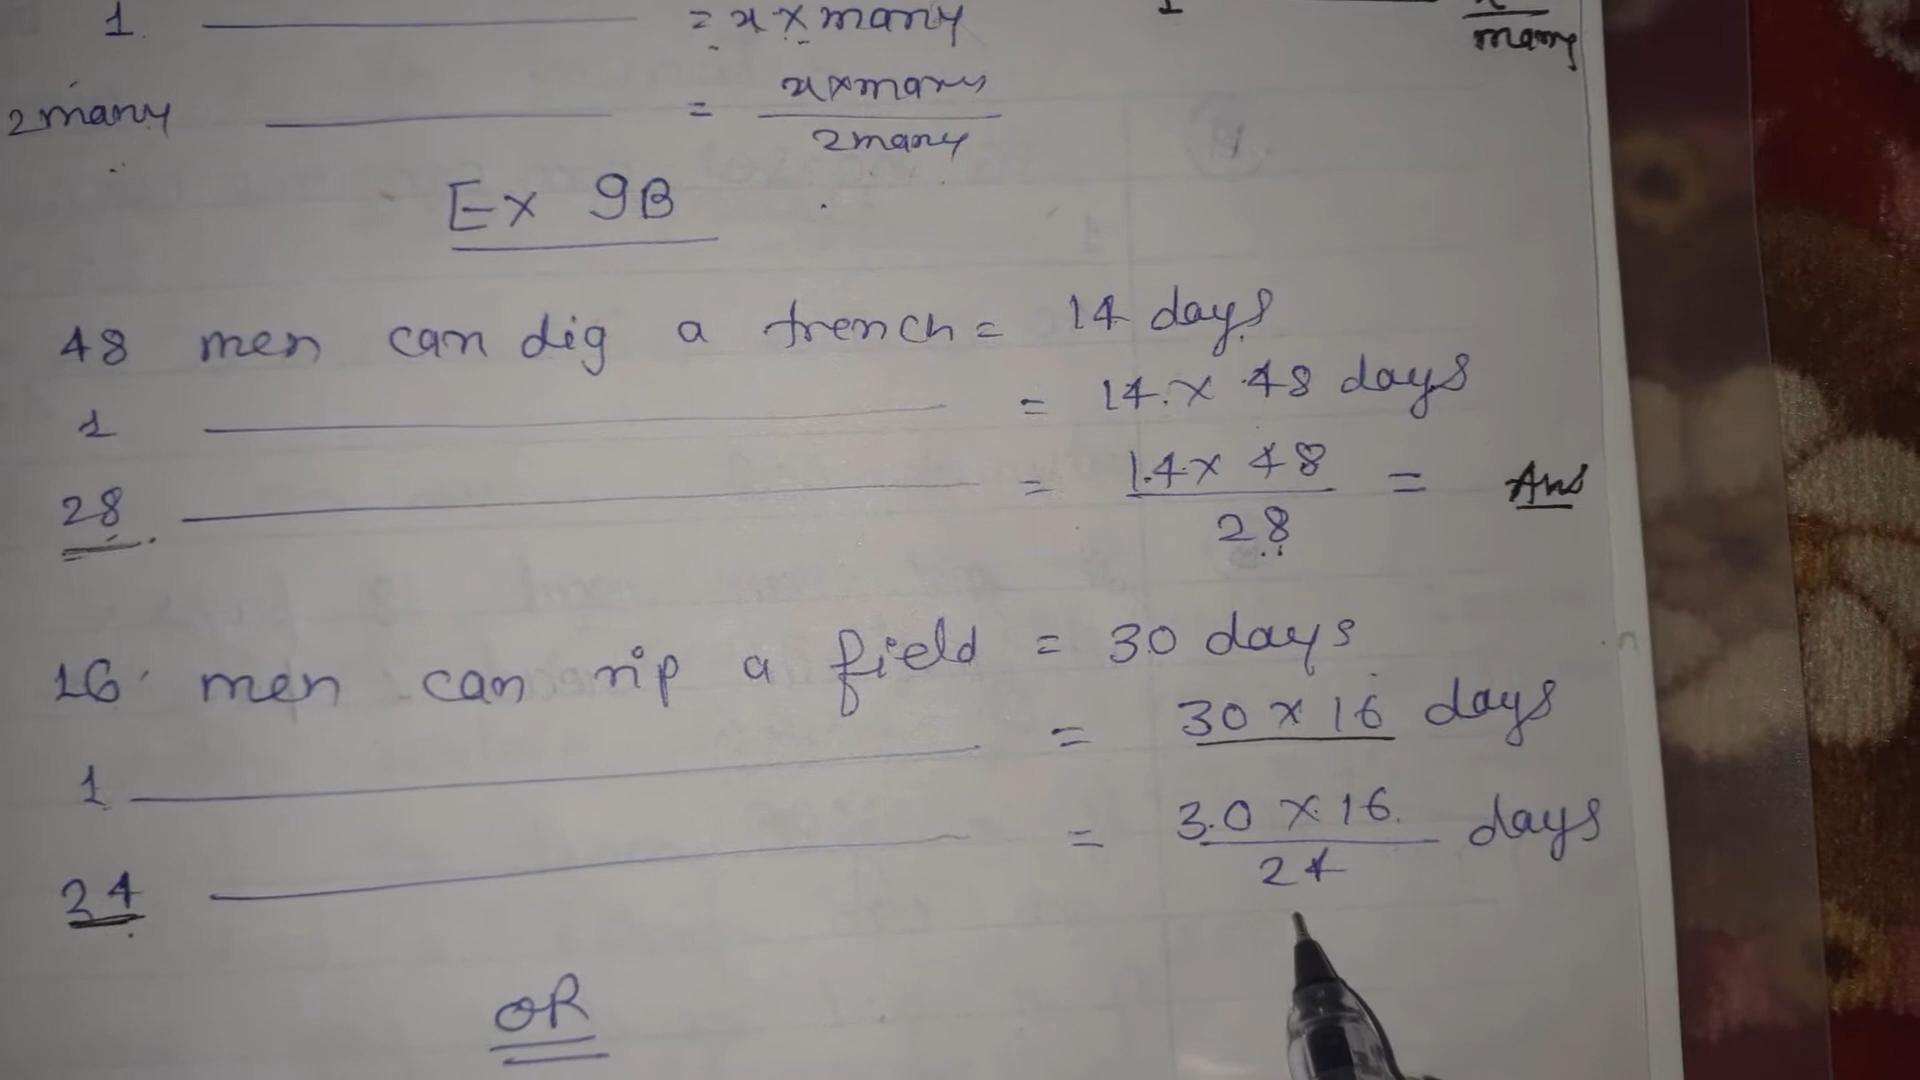 1 = x × many
1 x/many
2many = x×many/2many
Ex 9B
48 men can dig a trench = 14 days
1 = 14 × 48 days
28 = 14 × 48/28 = Ans
16 men can rip a field = 30 days
1 = 30 × 16 days
24 = 30 × 16/24 days
OR